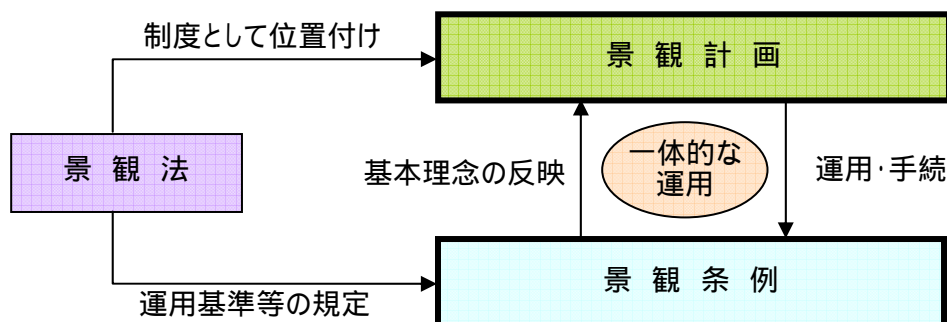 制度として位置付け
景観計画
景観法
基本理念の反映
一体的な
運用
運用・手続
景観条例
運用基準等の規定